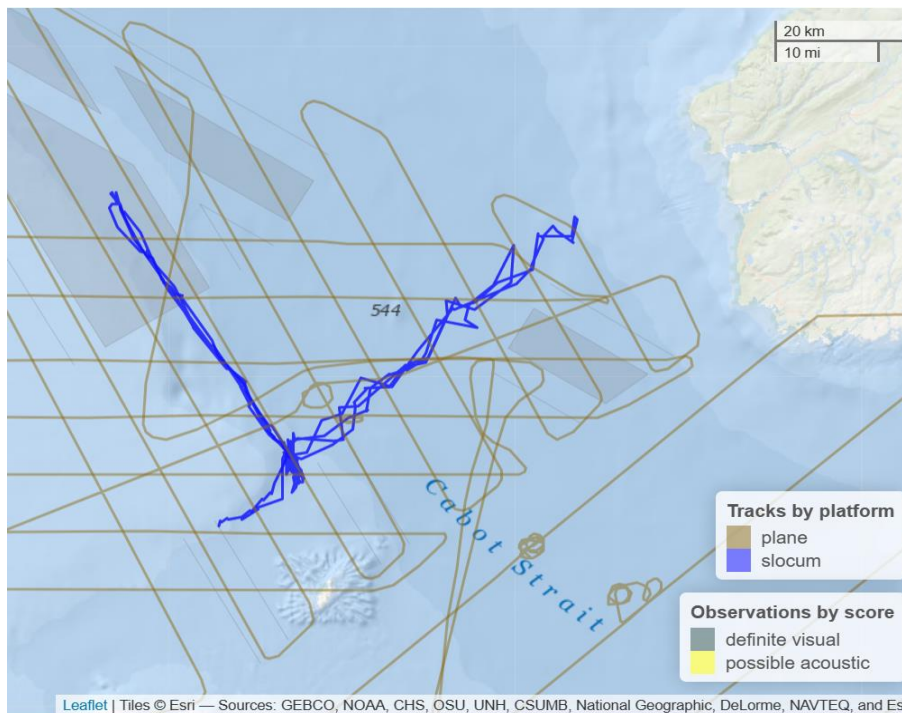 20 km
10 mi
544
Cabot Strait
Tracks by platform
plane
slocum
Observations by score
definite visual
possible acoustic
Leaflet | Tiles © Esri — Sources: GEBCO, NOAA, CHS, OSU, UNH, CSUMB, National Geographic, DeLorme, NAVTEQ, and Es